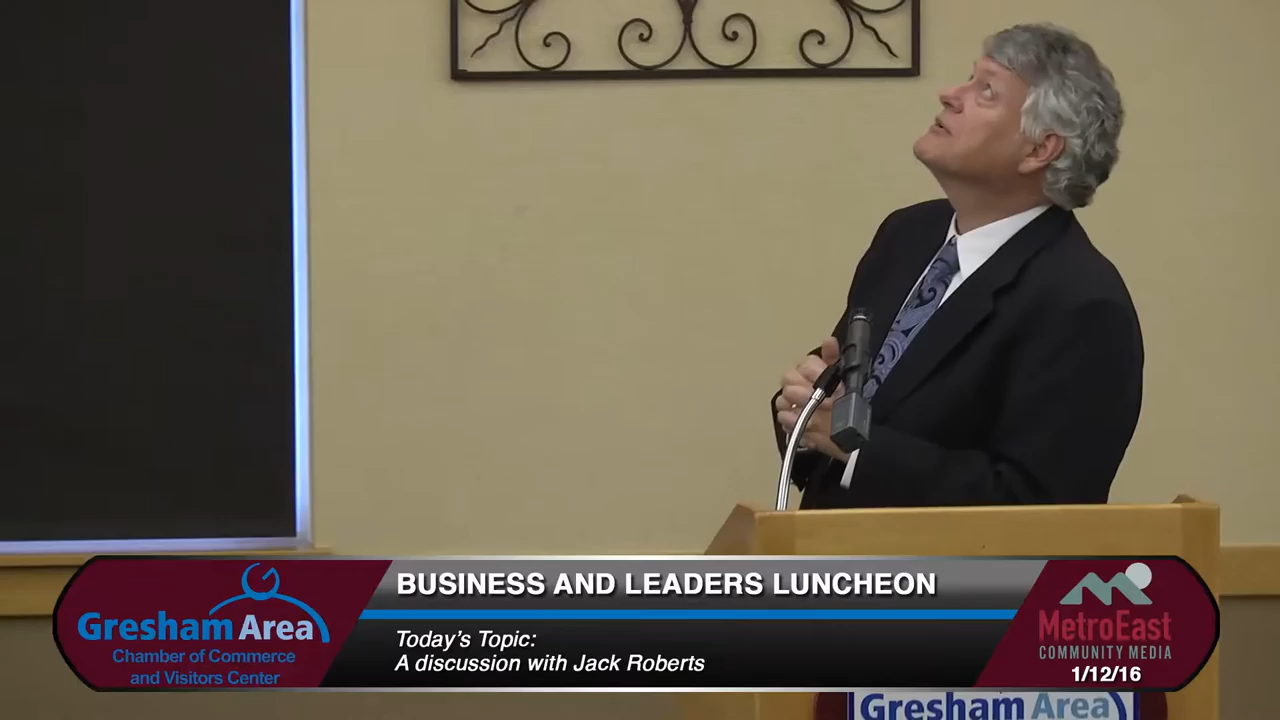 BUSINESS AND LEADERS LUNCHEON
Gresham Area
Chamber of Commerce
and Visitors Center
Today's Topic:
A discussion with Jack Roberts
MetroEast
COMMUNITY MEDIA
1/12/16
Gresham Area